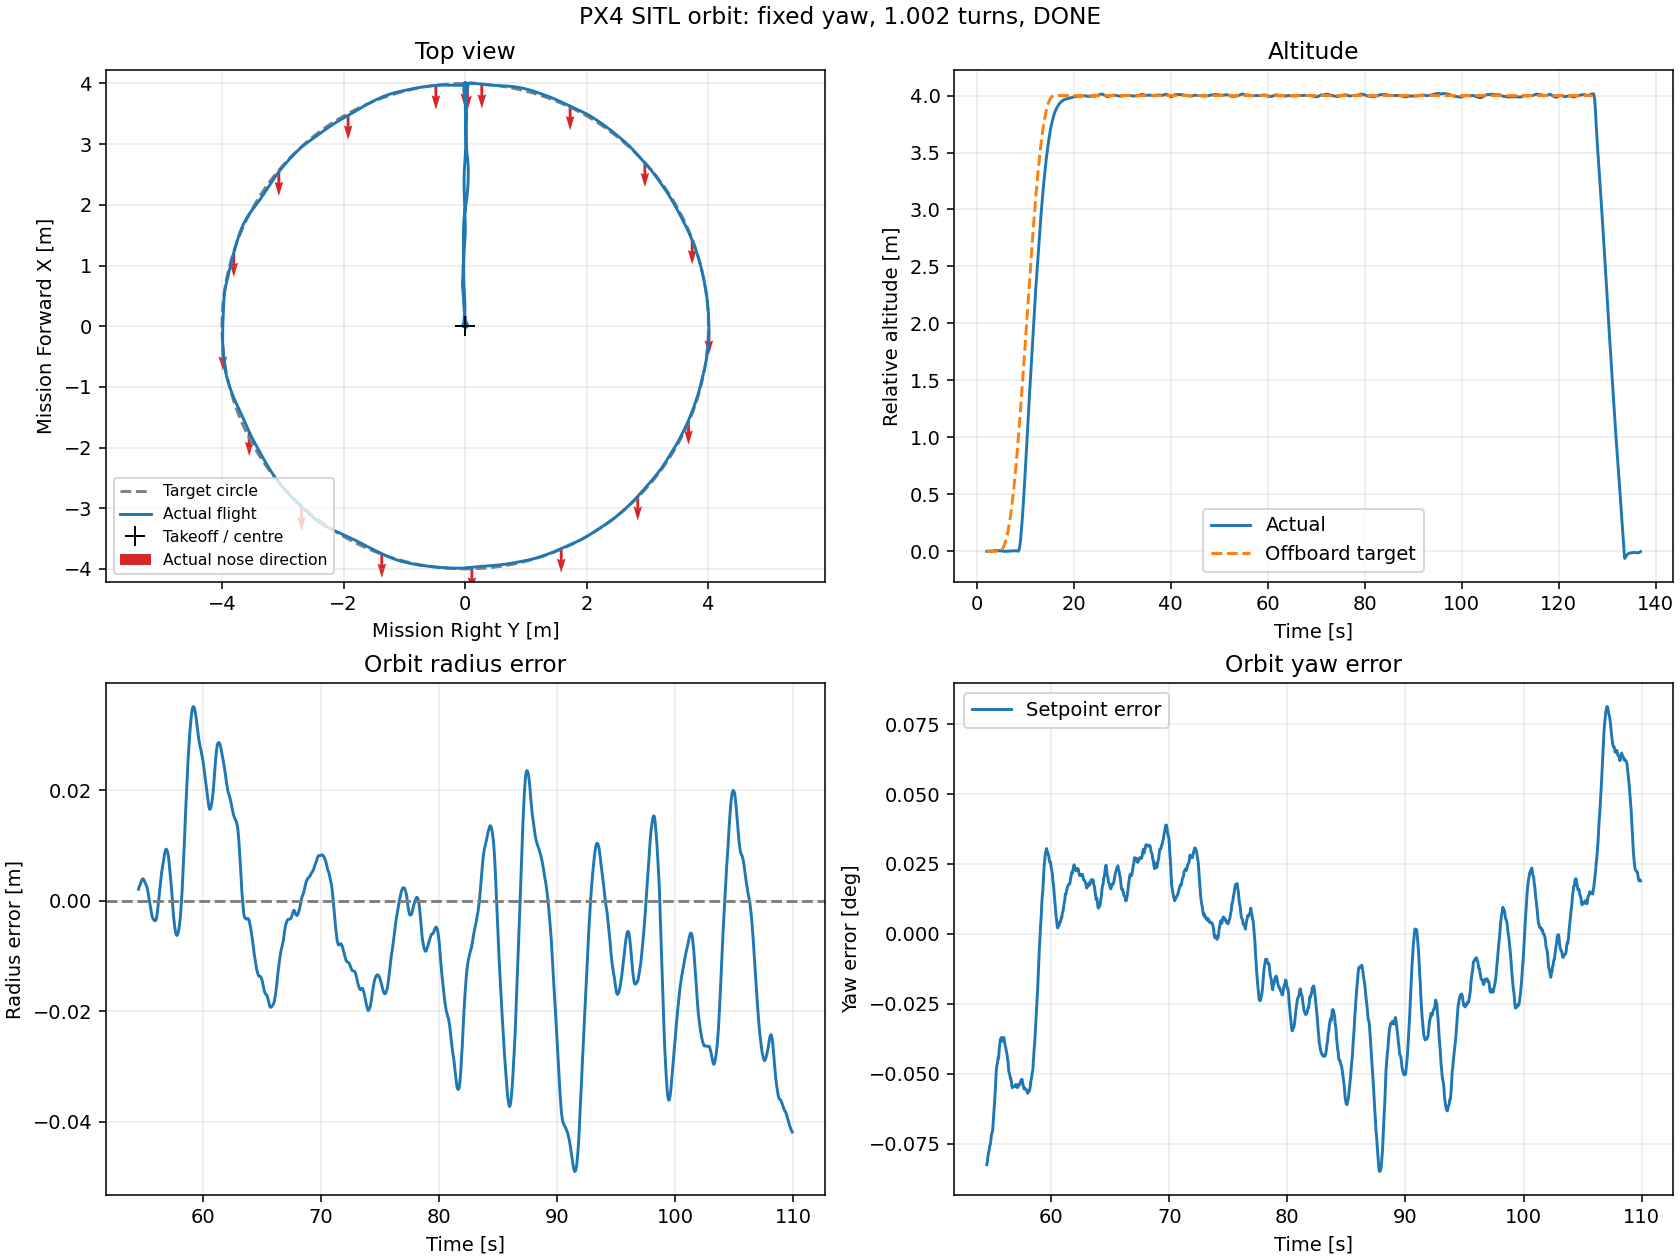 PX4 SITL orbit: fixed yaw, 1.002 turns, DONE
Top view
4
3
2
1
0
−1
−2
−3
−4
Mission Forward X [m]
Target circle
Actual flight
Takeoff / centre
Actual nose direction
−4 −2 0 2 4
Mission Right Y [m]
Altitude
4.0
3.5
3.0
2.5
2.0
1.5
1.0
0.5
0.0
Relative altitude [m]
Actual
Offboard target
0 20 40 60 80 100 120 140
Time [s]
Orbit radius error
0.02
0.00
−0.02
−0.04
Radius error [m]
60 70 80 90 100 110
Time [s]
Orbit yaw error
Setpoint error
0.075
0.050
0.025
0.000
−0.025
−0.050
−0.075
Yaw error [deg]
60 70 80 90 100 110
Time [s]